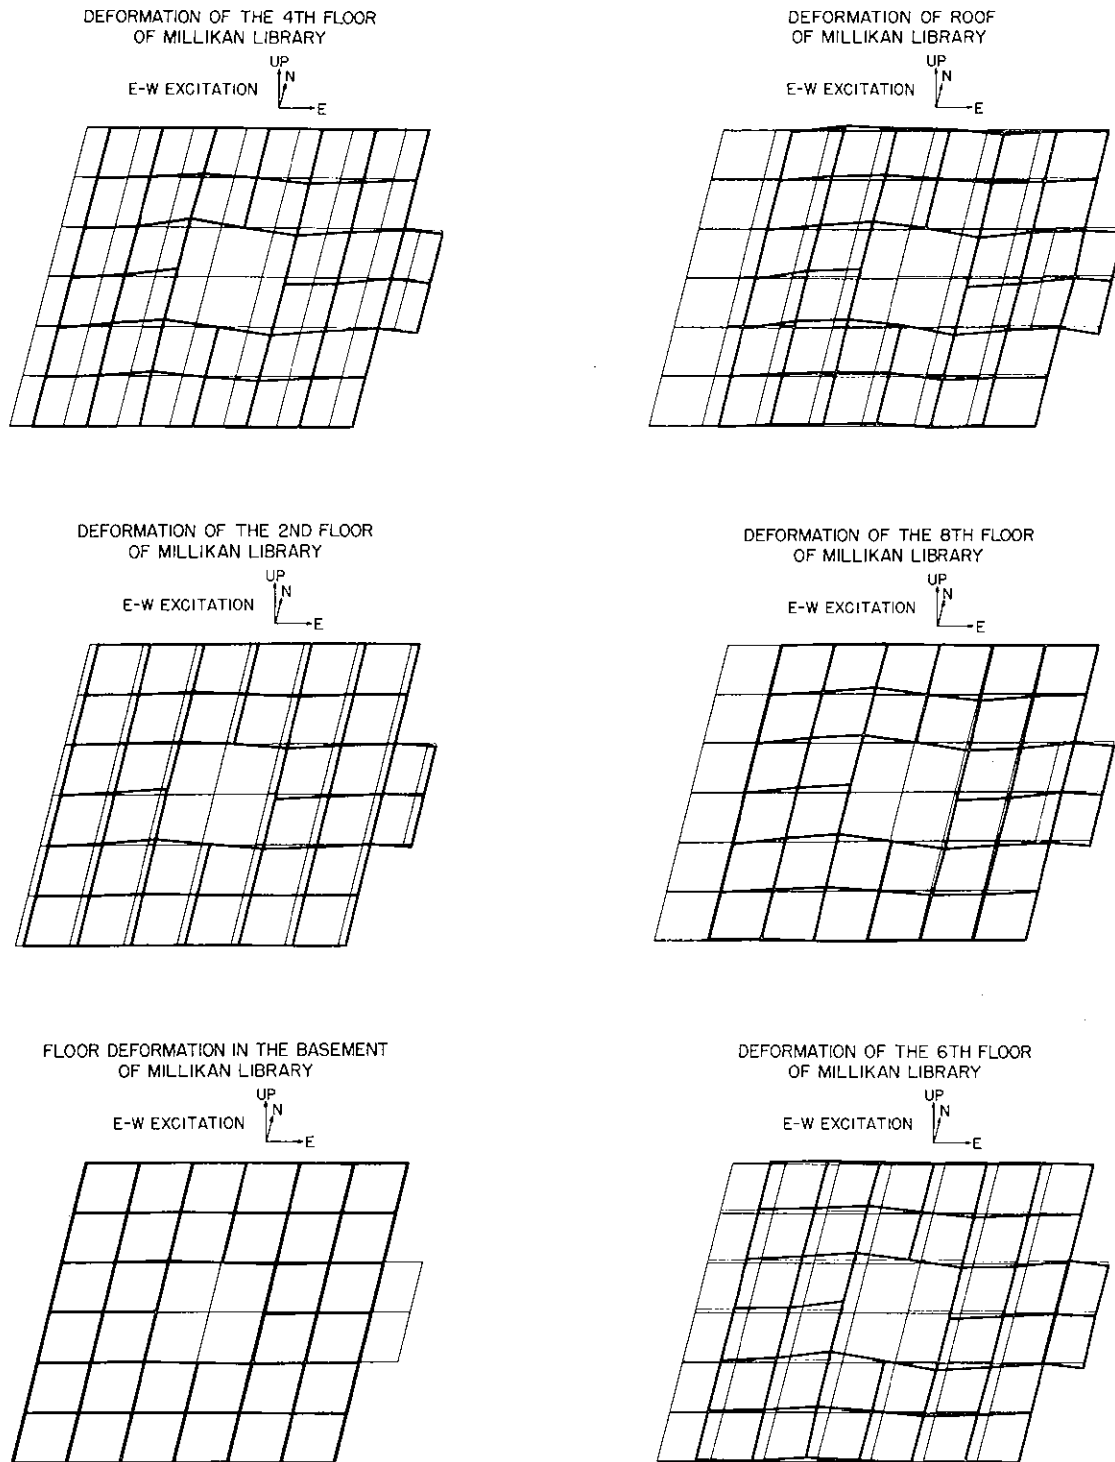 DEFORMATION OF THE 4TH FLOOR
OF MILLIKAN LIBRARY
UP
N
E-W EXCITATION
E
DEFORMATION OF ROOF
OF MILLIKAN LIBRARY
UP
N
E-W EXCITATION
E
DEFORMATION OF THE 2ND FLOOR
OF MILLIKAN LIBRARY
UP
N
E-W EXCITATION
E
DEFORMATION OF THE 8TH FLOOR
OF MILLIKAN LIBRARY
UP
N
E-W EXCITATION
E
FLOOR DEFORMATION IN THE BASEMENT
OF MILLIKAN LIBRARY
UP
N
E-W EXCITATION
E
DEFORMATION OF THE 6TH FLOOR
OF MILLIKAN LIBRARY
UP
N
E-W EXCITATION
E